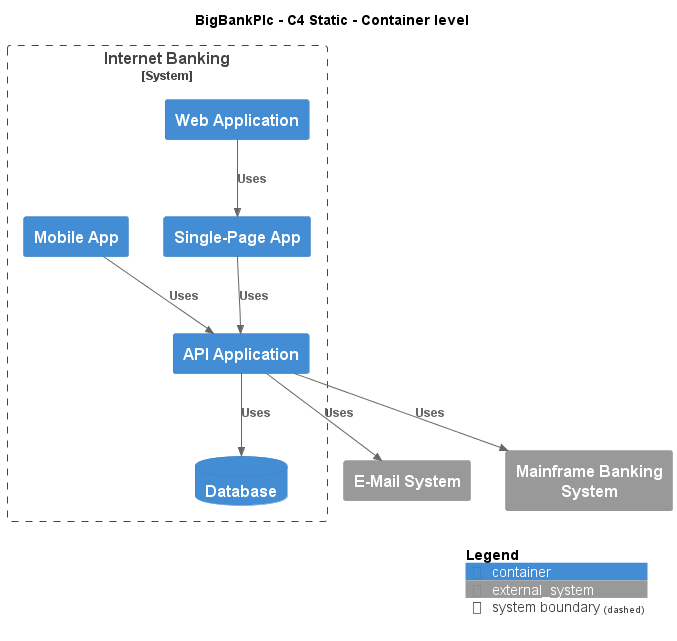 BigBankPlc - C4 Static - Container level
Internet Banking
[System]
Web Application
Uses
Mobile App
Single-Page App
Uses
Uses
API Application
Uses
Uses
Uses
Database
E-Mail System
Mainframe Banking
System
Legend
container
external_system
system boundary (dashed)